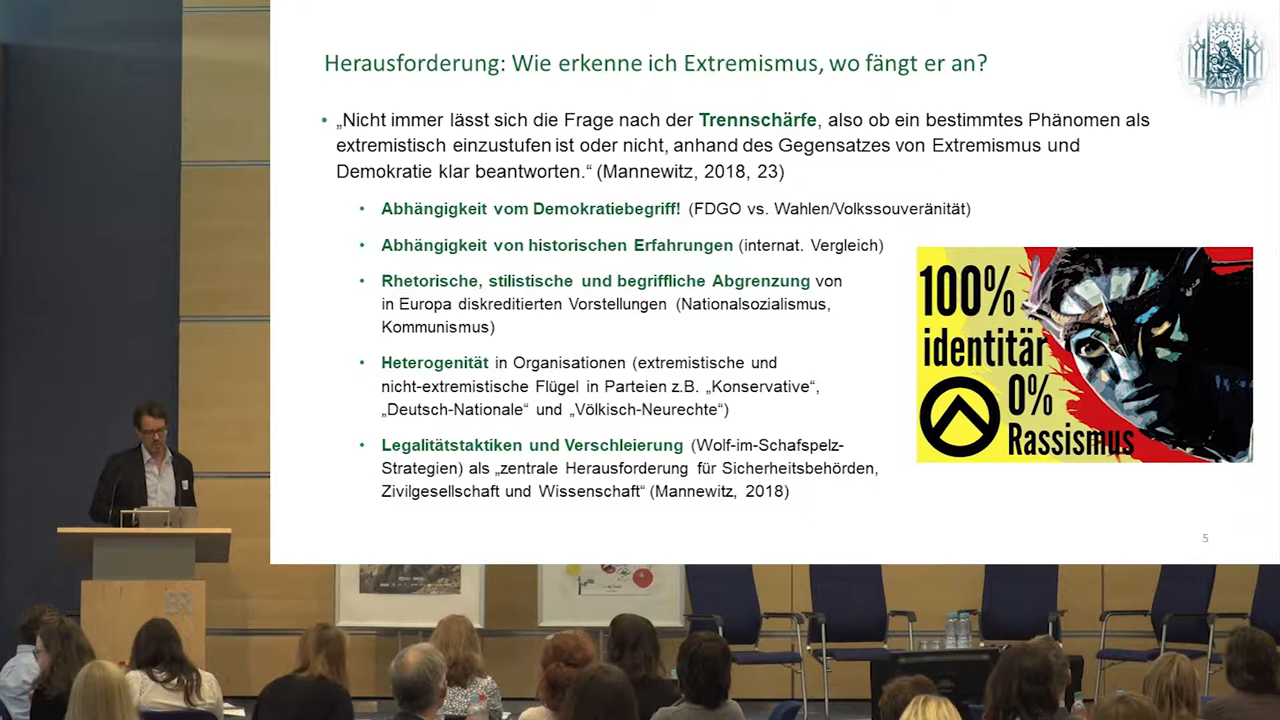 Herausforderung: Wie erkenne ich Extremismus, wo fängt er an?
• „Nicht immer lässt sich die Frage nach der Trennschärfe, also ob ein bestimmtes Phänomen als
extremistisch einzustufen ist oder nicht, anhand des Gegensatzes von Extremismus und
Demokratie klar beantworten.“ (Mannewitz, 2018, 23)
• Abhängigkeit vom Demokratiebegriff! (FDGO vs. Wahlen/Volkssouveränität)
• Abhängigkeit von historischen Erfahrungen (internat. Vergleich)
• Rhetorische, stilistische und begriffliche Abgrenzung von
in Europa diskreditierten Vorstellungen (Nationalsozialismus,
Kommunismus)
• Heterogenität in Organisationen (extremistische und
nicht-extremistische Flügel in Parteien z.B. „Konservative“,
„Deutsch-Nationale“ und „Völkisch-Neurechte“)
• Legalitätstaktiken und Verschleierung (Wolf-im-Schafspelz-
Strategien) als „zentrale Herausforderung für Sicherheitsbehörden,
Zivilgesellschaft und Wissenschaft“ (Mannewitz, 2018)
100%
identitär
0%
Rassismus
5
BR